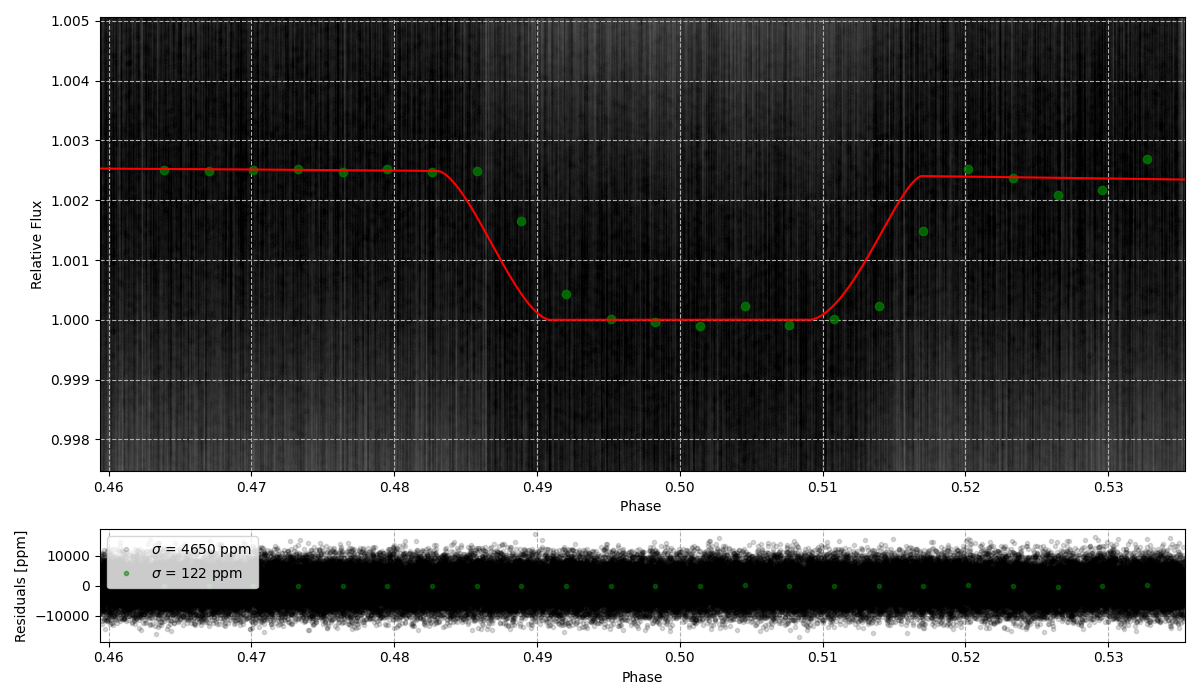 1.005
1.004
1.003
1.002
1.001
1.000
0.999
0.998
Relative Flux
0.46 0.47 0.48 0.49 0.50 0.51 0.52 0.53
Phase
10000
0
−10000
Residuals [ppm]
σ = 4650 ppm
σ = 122 ppm
0.46 0.47 0.48 0.49 0.50 0.51 0.52 0.53
Phase